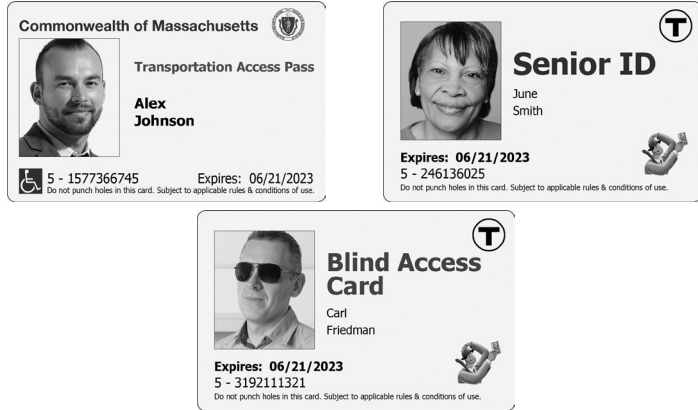 Commonwealth of Massachusetts
Transportation Access Pass
Alex
Johnson
5 - 1577366745 Expires: 06/21/2023
Do not punch holes in this card. Subject to applicable rules & conditions of use.
T
Senior ID
June
Smith
Expires: 06/21/2023
5 - 246136025
Do not punch holes in this card. Subject to applicable rules & conditions of use.
T
Blind Access
Card
Carl
Friedman
Expires: 06/21/2023
5 - 3192111321
Do not punch holes in this card. Subject to applicable rules & conditions of use.